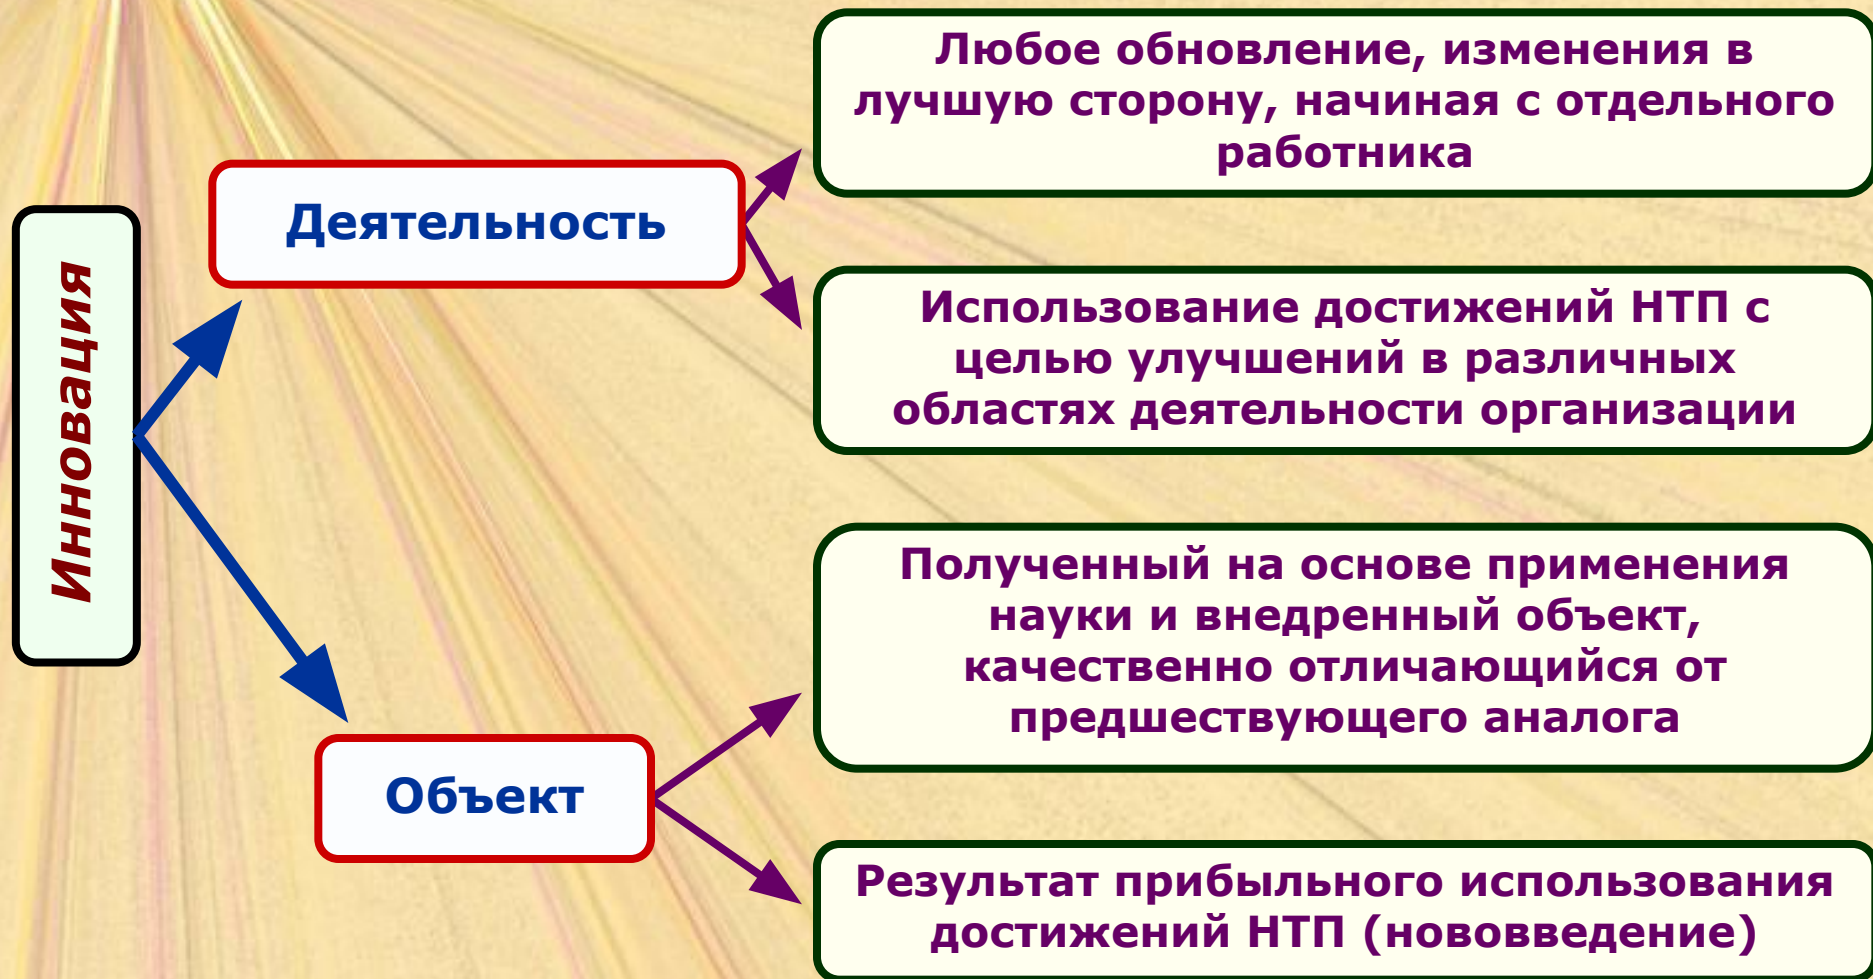 Инновация
Деятельность
Любое обновление, изменения в
лучшую сторону, начиная с отдельного
работника
Использование достижений НТП с
целью улучшений в различных
областях деятельности организации
Объект
Полученный на основе применения
науки и внедренный объект,
качественно отличающийся от
предшествующего аналога
Результат прибыльного использования
достижений НТП (нововведение)